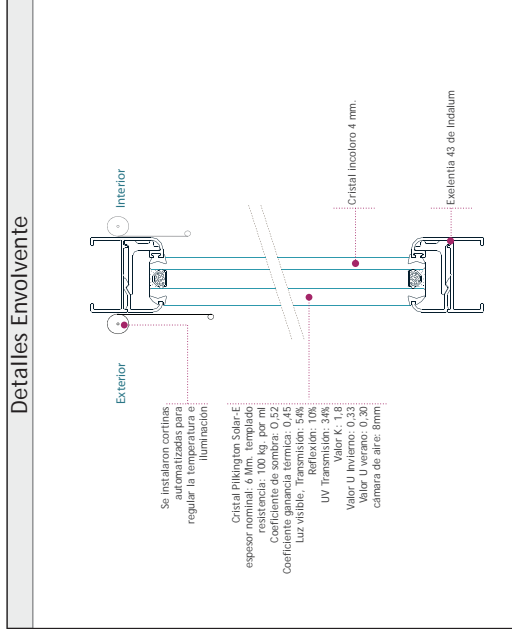 Detalles Envolvente
Exterior
Interior
Se instalaron cortinas
automatizadas para
regular la temperatura e
iluminación
Cristal Pilkington Solar-E
espesor nominal: 6 Mm. templado
resistencia: 100 kg. por ml
Coeficiente de sombra: O,52
Coeficiente ganancia térmica: 0,45
Luz visible, Transmisión: 54%
Reflexión: 10%
UV Transmisión: 34%
Valor K: 1,8
Valor U Invierno: 0,33
Valor U verano: 0,30
cámara de aire: 8mm
Cristal Incoloro 4 mm.
Exelentia 43 de Indalum